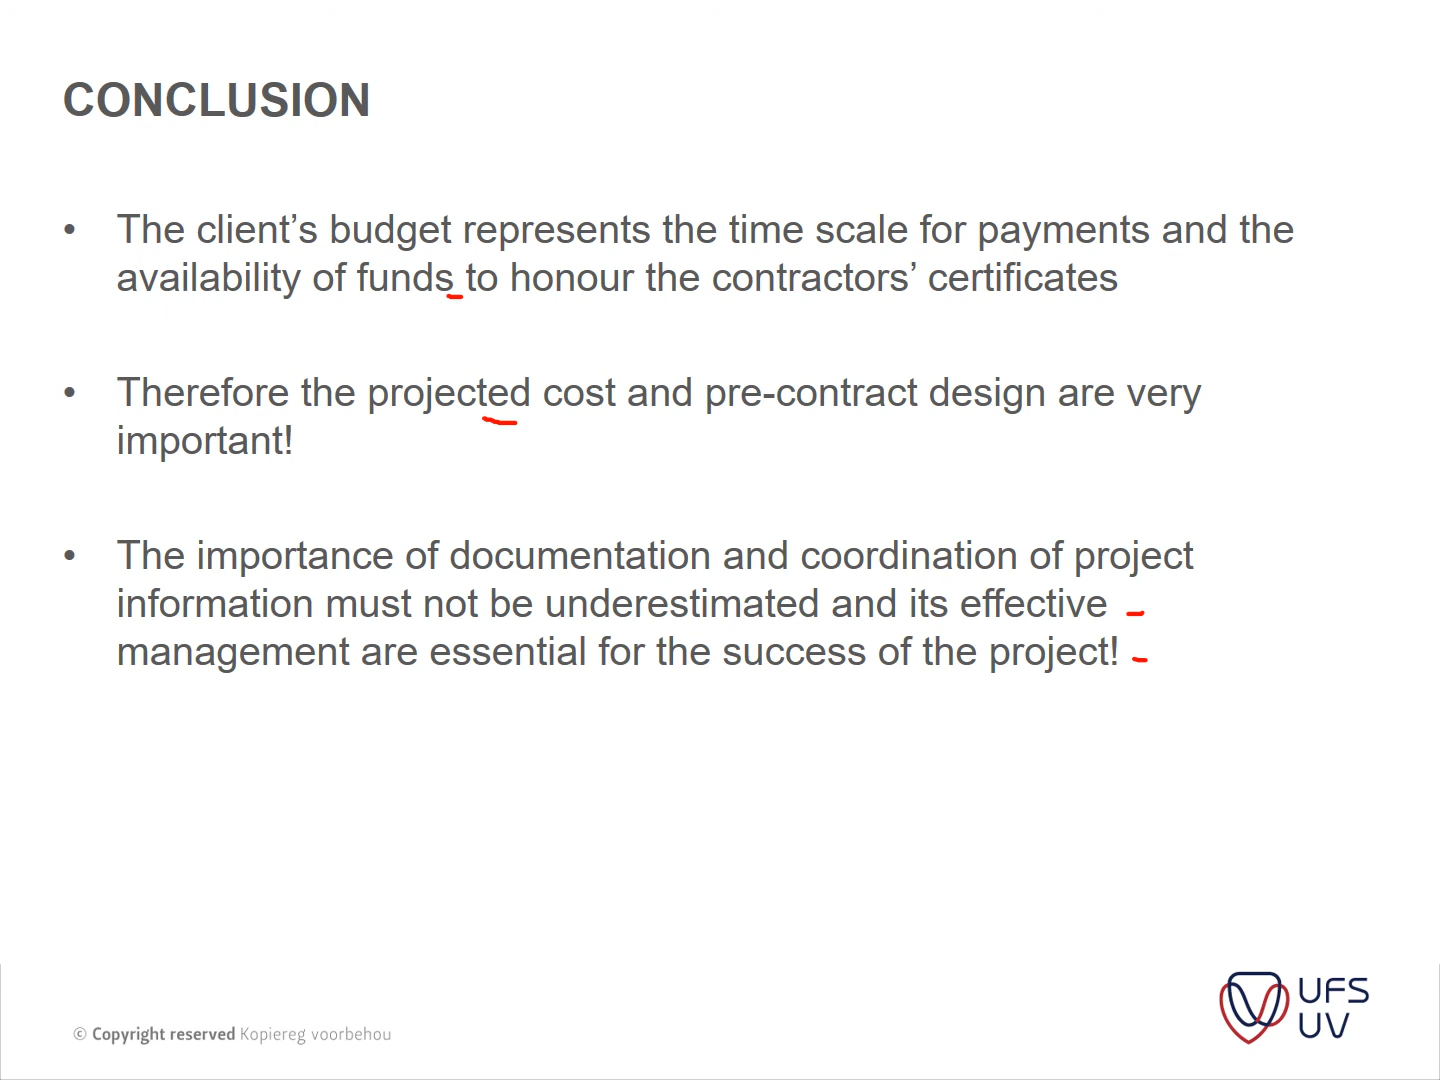 CONCLUSION
• The client’s budget represents the time scale for payments and the
availability of funds to honour the contractors’ certificates
• Therefore the projected cost and pre-contract design are very
important!
• The importance of documentation and coordination of project
information must not be underestimated and its effective
management are essential for the success of the project!
© Copyright reserved Kopiereg voorbehou
UFS
UV